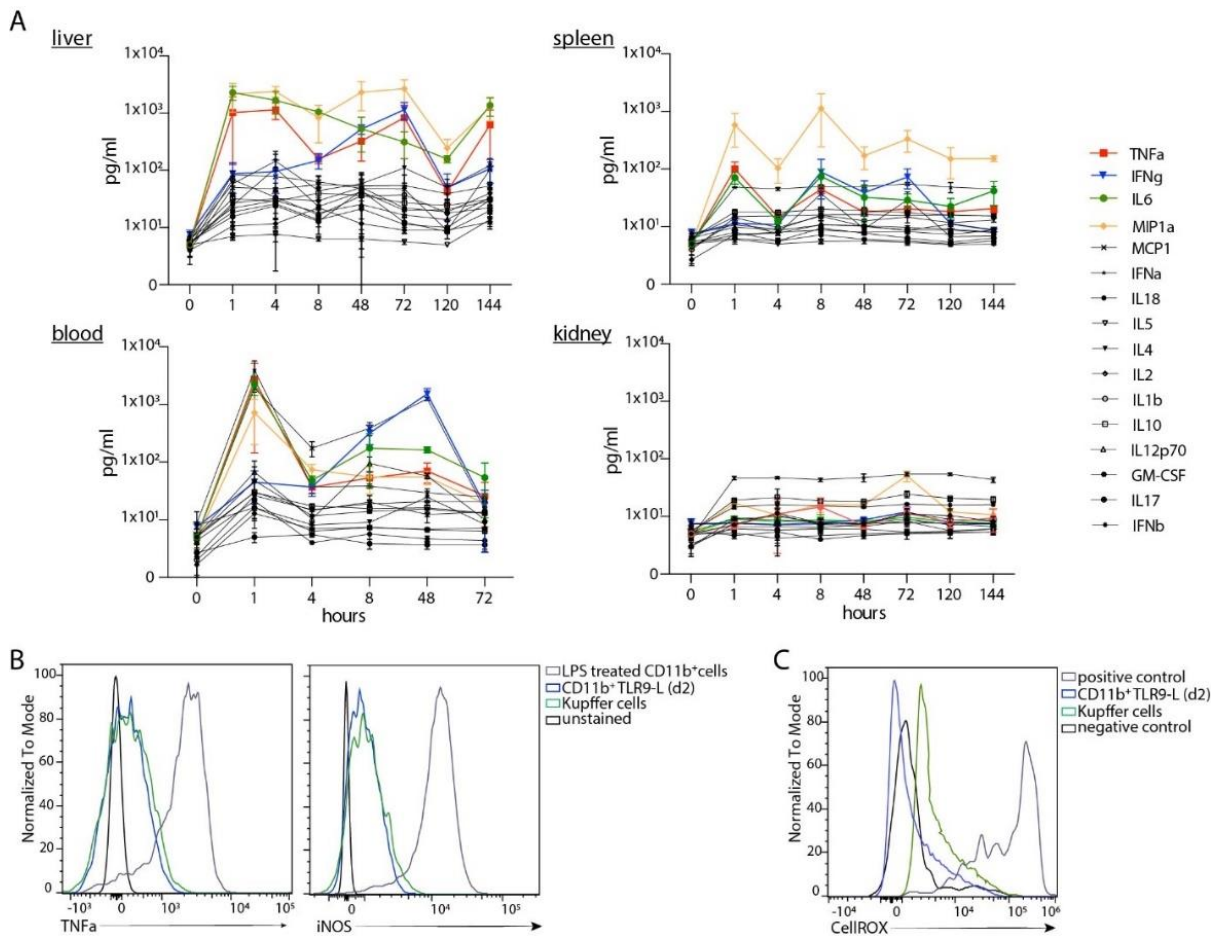 A
liver
1x10⁴
1x10³
1x10²
1x10¹
0
pg/ml
0 1 4 8 48 72 120 144
spleen
1x10⁴
1x10³
1x10²
1x10¹
0
pg/ml
0 1 4 8 48 72 120 144
TNFa
IFNg
IL6
MIP1a
MCP1
IFNa
IL18
IL5
IL4
IL2
IL1b
IL10
IL12p70
GM-CSF
IL17
IFNb
blood
1x10⁴
1x10³
1x10²
1x10¹
0
pg/ml
0 1 4 8 48 72
hours
kidney
1x10⁴
1x10³
1x10²
1x10¹
0
pg/ml
0 1 4 8 48 72 120 144
hours
B
Normalized To Mode
100
80
60
40
20
0
-10³ 0 10³ 10⁴ 10⁵
TNFa
0 10⁴ 10⁵
iNOS
LPS treated CD11b⁺cells
CD11b⁺TLR9-L (d2)
Kupffer cells
unstained
C
Normalized To Mode
100
80
60
40
20
0
-10⁴ 0 10⁴ 10⁵ 10⁶
CellROX
positive control
CD11b⁺TLR9-L (d2)
Kupffer cells
negative control